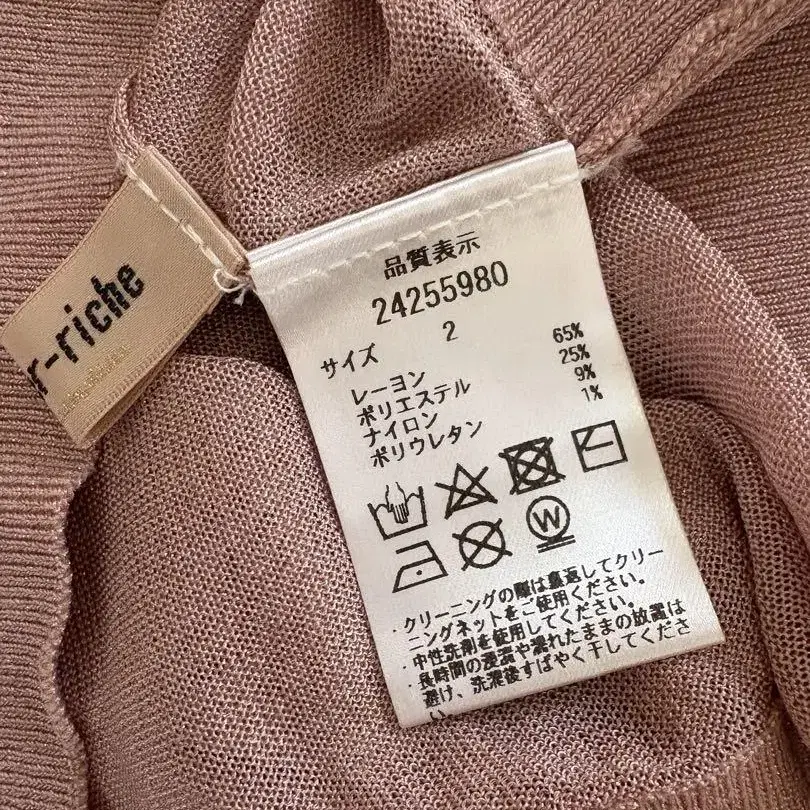 r-riche
品質表示
24255980
サイズ 2
レーヨン 65%
ポリエステル 25%
ナイロン 9%
ポリウレタン 1%
W
・クリーニングの際は裏返してクリー
ニングネットをご使用ください。
・中性洗剤を使用してください。
・長時間の浸漬や濡れたままの放置は
避け、洗濯後すばやく干してくださ
い。